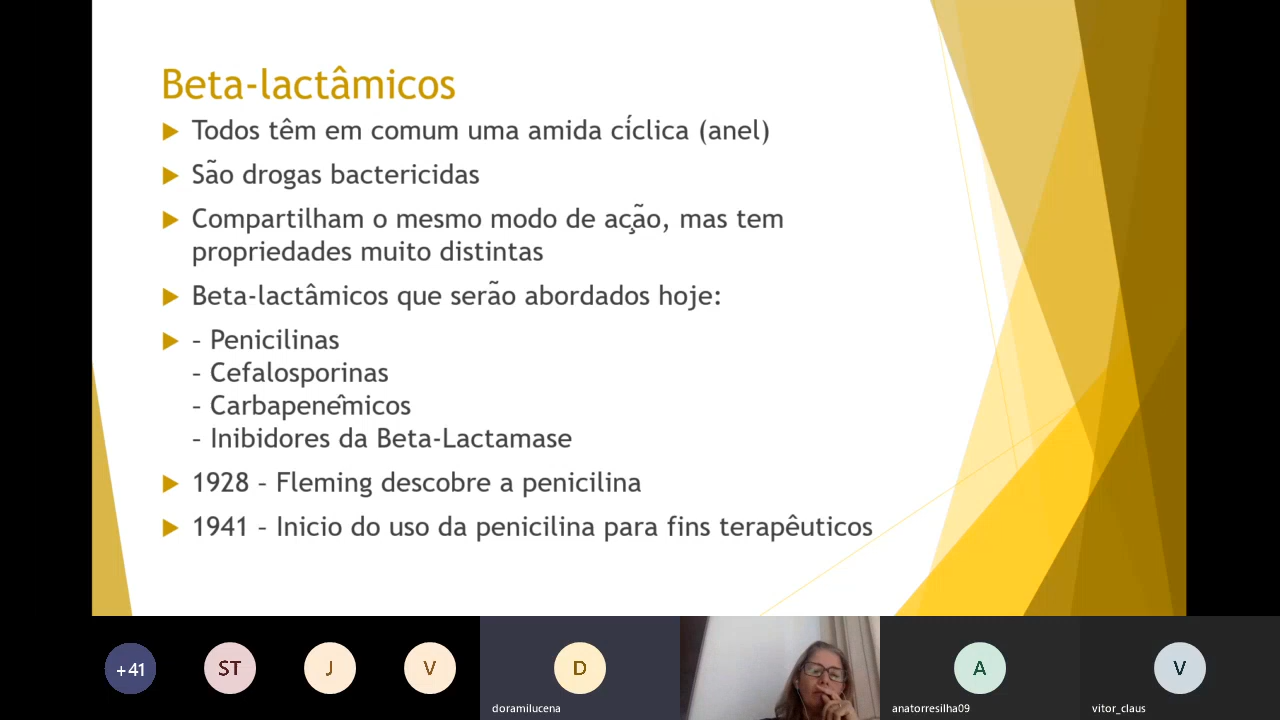 Beta-lactâmicos
Todos têm em comum uma amida cíclica (anel)
São drogas bactericidas
Compartilham o mesmo modo de ação, mas tem
propriedades muito distintas
Beta-lactâmicos que serão abordados hoje:
– Penicilinas
– Cefalosporinas
– Carbapenêmicos
– Inibidores da Beta-Lactamase
1928 – Fleming descobre a penicilina
1941 – Inicio do uso da penicilina para fins terapêuticos
+41
ST
J
V
D
A
V
doramilucena
anatorresilha09
vitor_claus